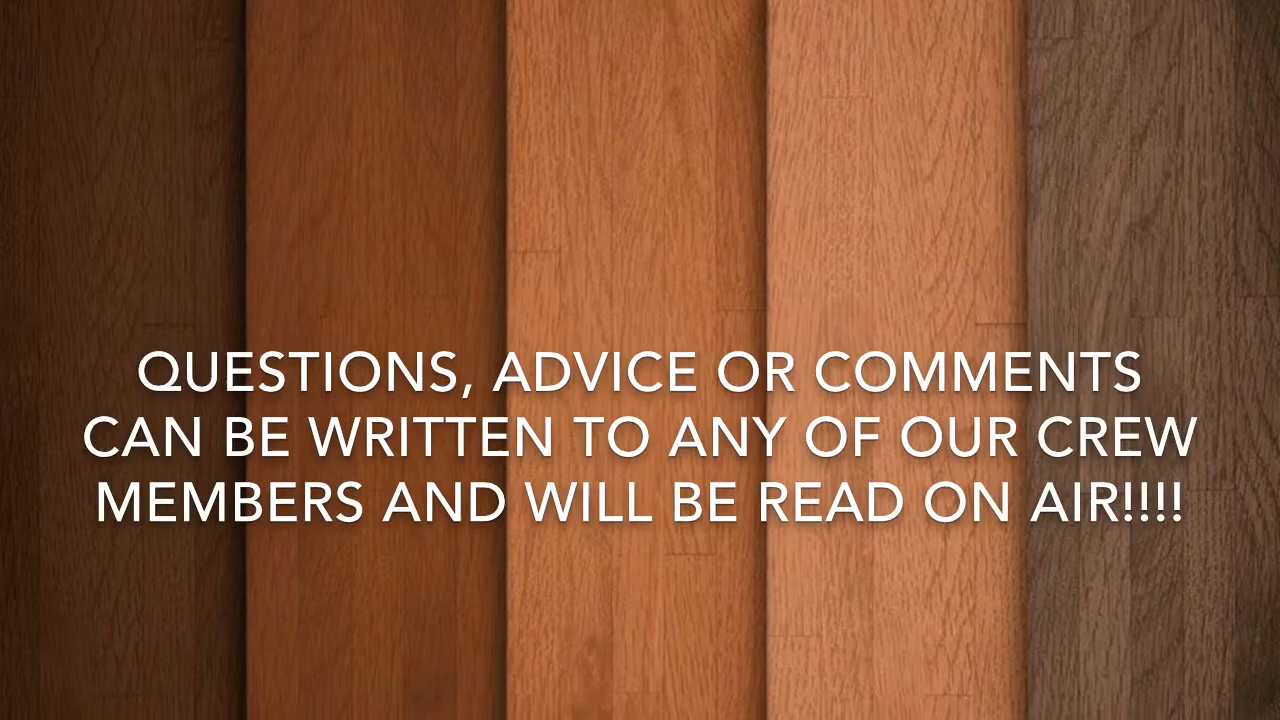 QUESTIONS, ADVICE OR COMMENTS
CAN BE WRITTEN TO ANY OF OUR CREW
MEMBERS AND WILL BE READ ON AIR!!!!